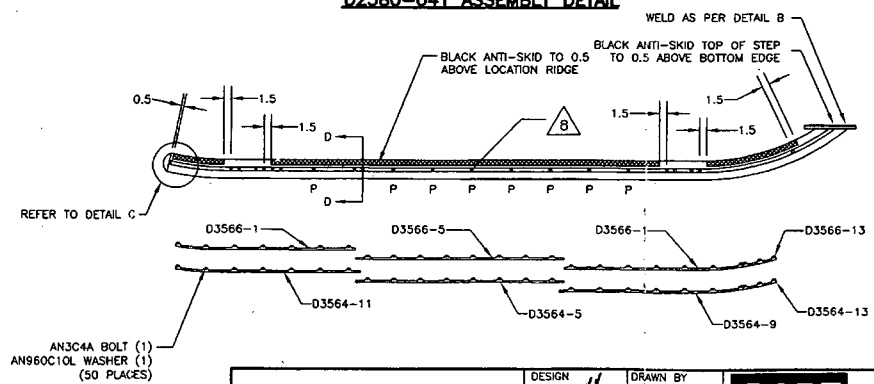 D2580-041 ASSEMBLY DETAIL
WELD AS PER DETAIL B
BLACK ANTI-SKID TO 0.5
ABOVE LOCATION RIDGE
BLACK ANTI-SKID TOP OF STEP
TO 0.5 ABOVE BOTTOM EDGE
0.5
1.5
1.5
D
8
1.5
1.5
1.5
D
P P P P P P P P
REFER TO DETAIL C
D3566-1
D3566-5
D3566-1
D3566-13
D3564-11
D3564-5
D3564-9
D3564-13
AN3C4A BOLT (1)
AN960C10L WASHER (1)
(50 PLACES)
DESIGN
DRAWN BY